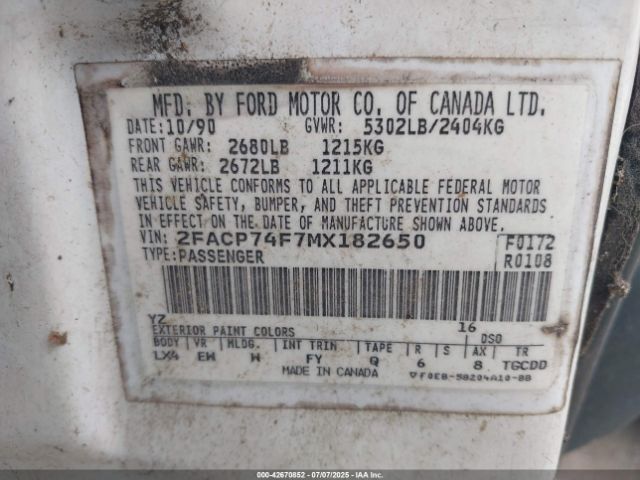 MFD. BY FORD MOTOR CO. OF CANADA LTD.
DATE: 10/90 GVWR: 5302LB/2404KG
FRONT GAWR: 2680LB 1215KG
REAR GAWR: 2672LB 1211KG
THIS VEHICLE CONFORMS TO ALL APPLICABLE FEDERAL MOTOR
VEHICLE SAFETY, BUMPER, AND THEFT PREVENTION STANDARDS
IN EFFECT ON THE DATE OF MANUFACTURE SHOWN ABOVE.
VIN: 2FACP74F7MX182650 F0172
TYPE: PASSENGER R0108
YZ 16
EXTERIOR PAINT COLORS DSO
BODY VR MLDG. INT TRIN TAPE R S AX TR
LX4 EW W FY Q 6 8 TGCDD
MADE IN CANADA ▽F0EB-58204A10-BB
000-42670852 | 07/07/2025 | © IAA Holdings, LLC